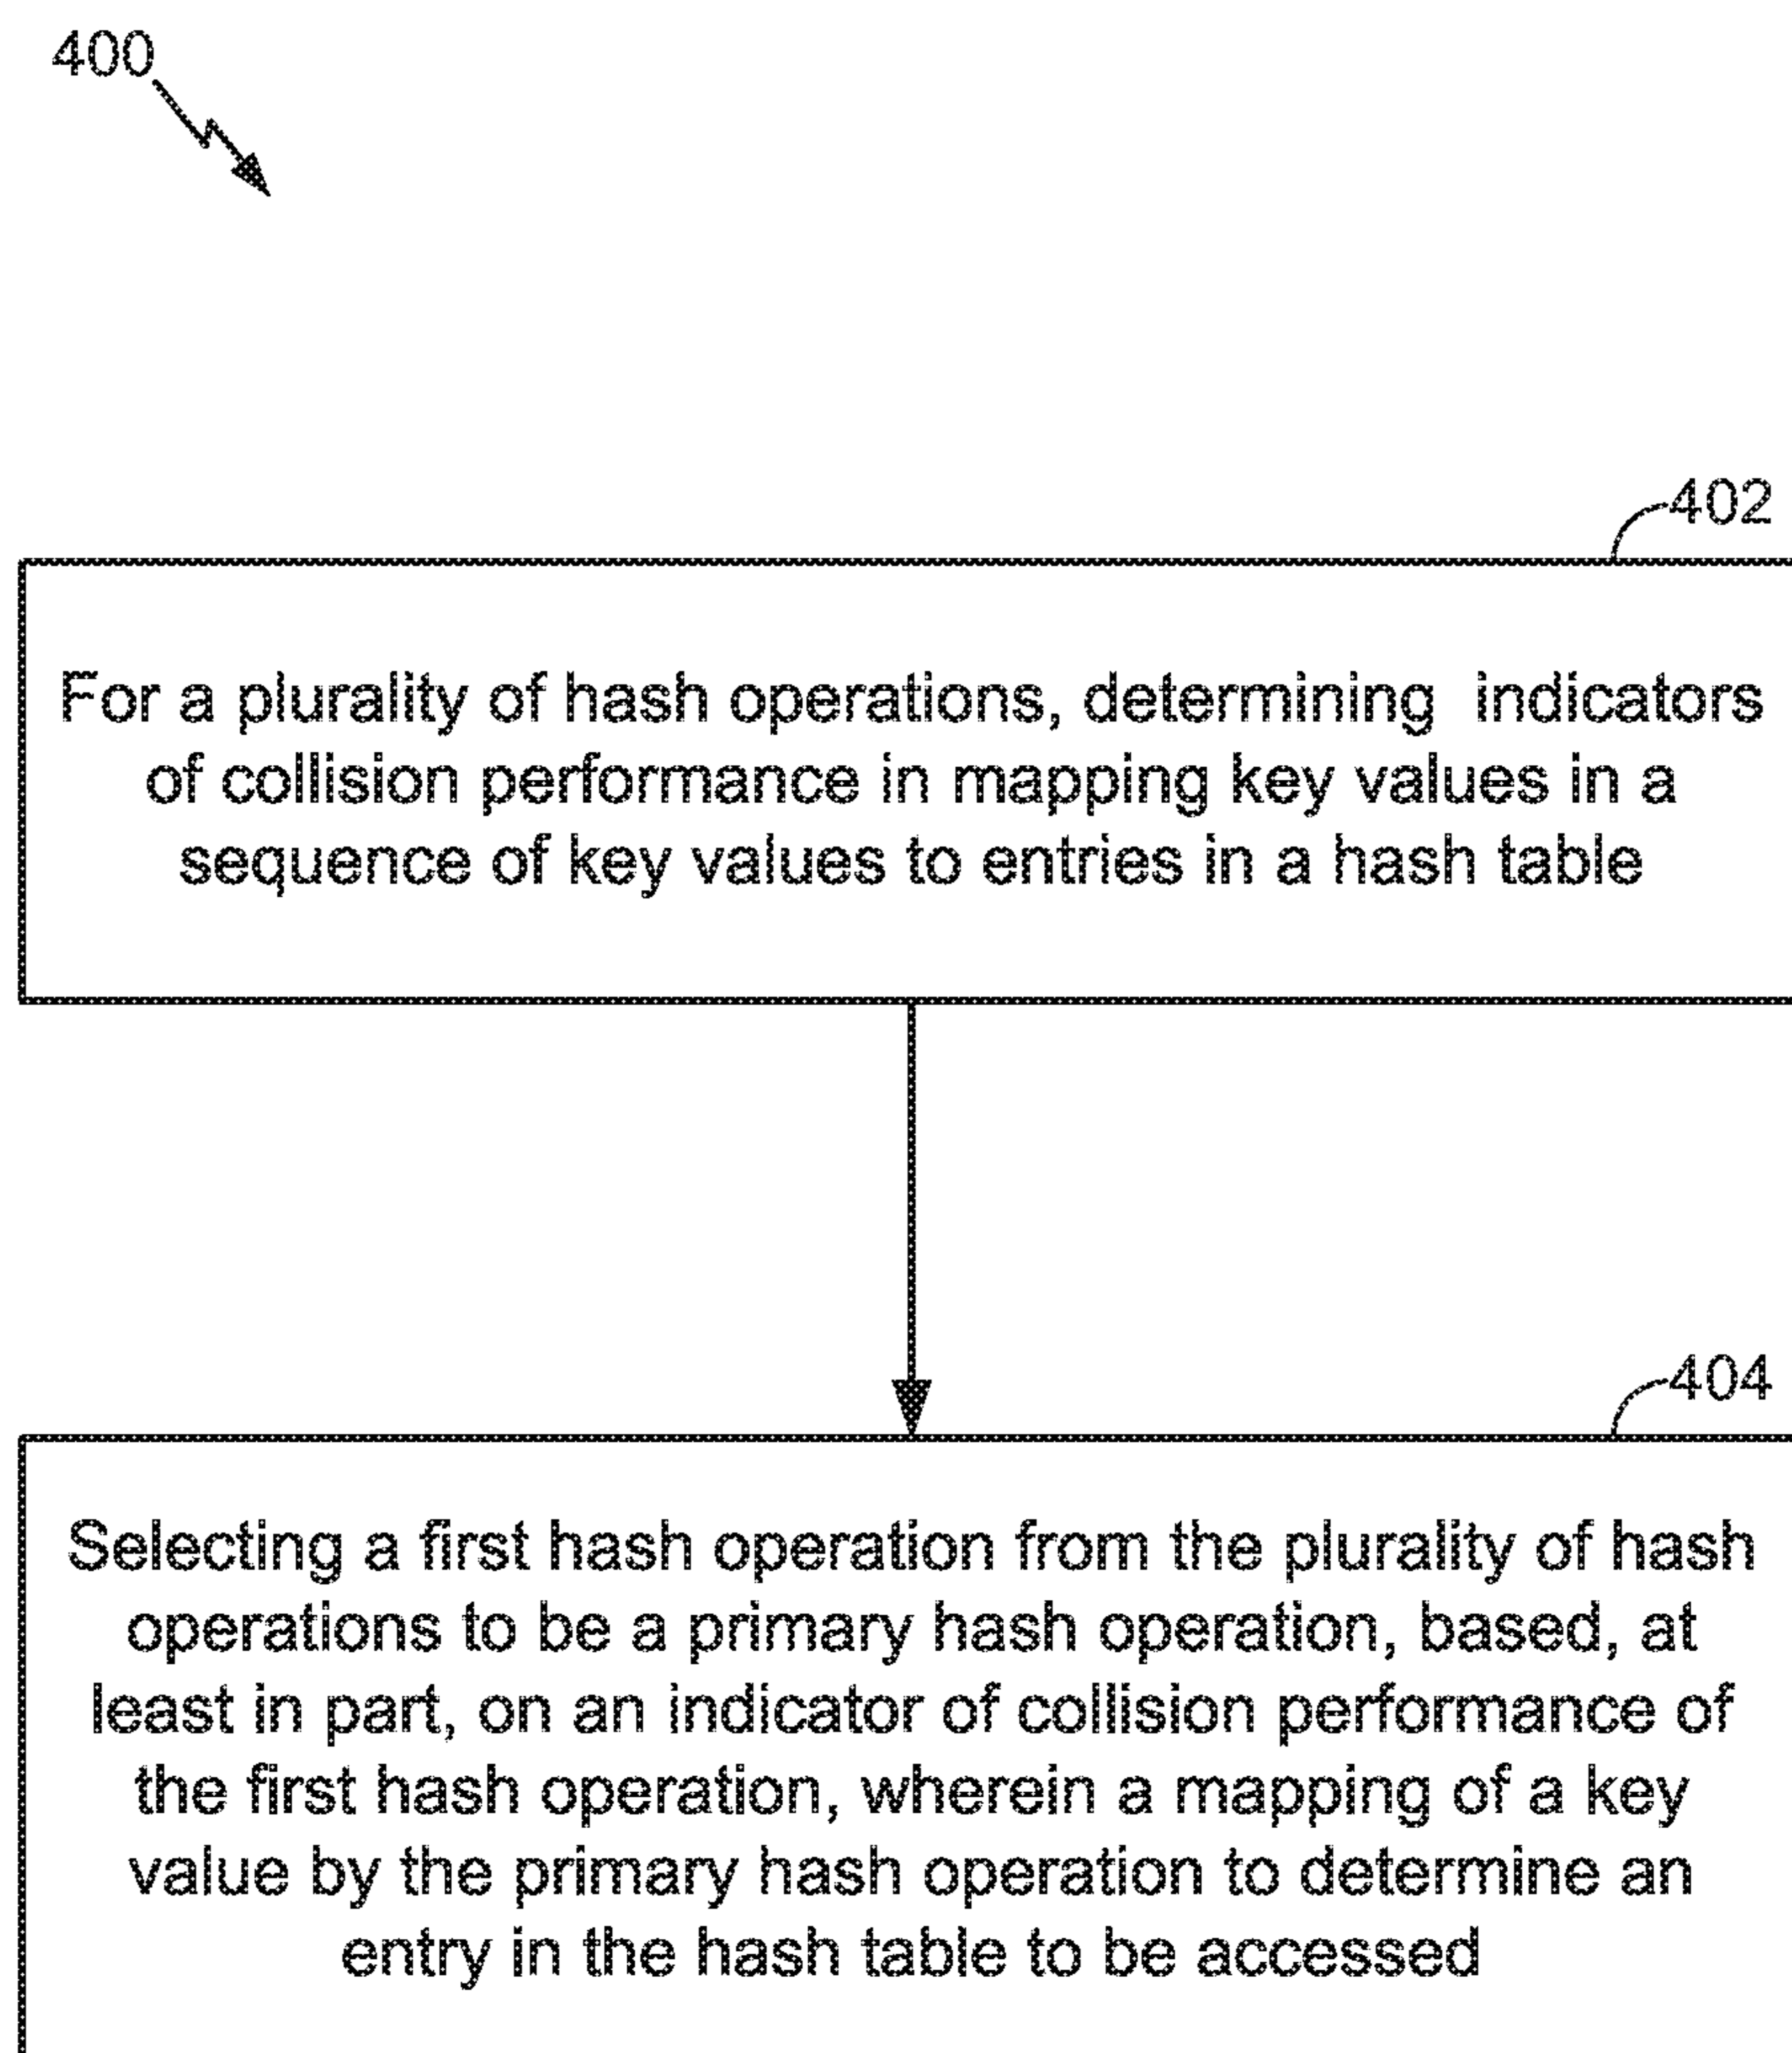 400
402
For a plurality of hash operations, determining indicators
of collision performance in mapping key values in a
sequence of key values to entries in a hash table
404
Selecting a first hash operation from the plurality of hash
operations to be a primary hash operation, based, at
least in part, on an indicator of collision performance of
the first hash operation, wherein a mapping of a key
value by the primary hash operation to determine an
entry in the hash table to be accessed